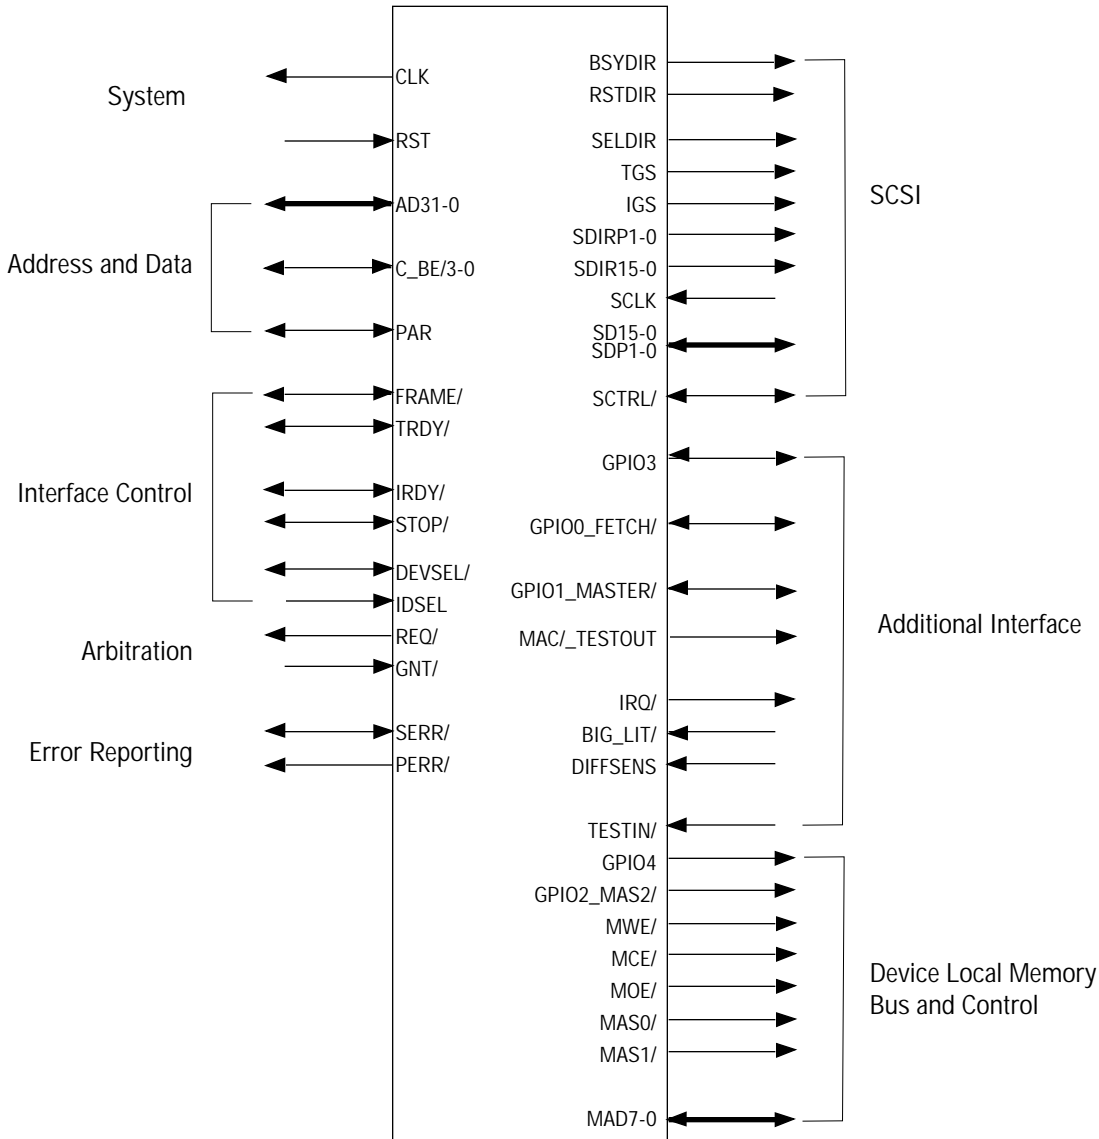 System
CLK
RST
Address and Data
AD31-0
C_BE/3-0
PAR
Interface Control
FRAME/
TRDY/
IRDY/
STOP/
DEVSEL/
IDSEL
Arbitration
REQ/
GNT/
Error Reporting
SERR/
PERR/
BSYDIR
RSTDIR
SELDIR
TGS
IGS
SDIRP1-0
SDIR15-0
SCLK
SD15-0
SDP1-0
SCTRL/
SCSI
GPIO3
GPIO0_FETCH/
GPIO1_MASTER/
MAC/_TESTOUT
IRQ/
BIG_LIT/
DIFFSENS
TESTIN/
Additional Interface
GPIO4
GPIO2_MAS2/
MWE/
MCE/
MOE/
MAS0/
MAS1/
MAD7-0
Device Local Memory
Bus and Control